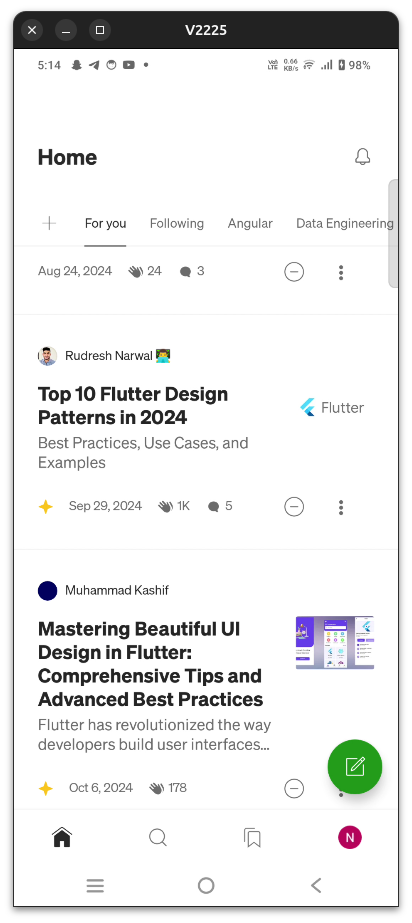 V2225
5:14
Vo) LTE 0.66 KB/s 98%
Home
For you Following Angular Data Engineering
Aug 24, 2024 24 3
Rudresh Narwal
Top 10 Flutter Design
Patterns in 2024
Flutter
Best Practices, Use Cases, and
Examples
Sep 29, 2024 1K 5
Muhammad Kashif
Mastering Beautiful UI
Design in Flutter:
Comprehensive Tips and
Advanced Best Practices
Flutter has revolutionized the way
developers build user interfaces...
Oct 6, 2024 178
N